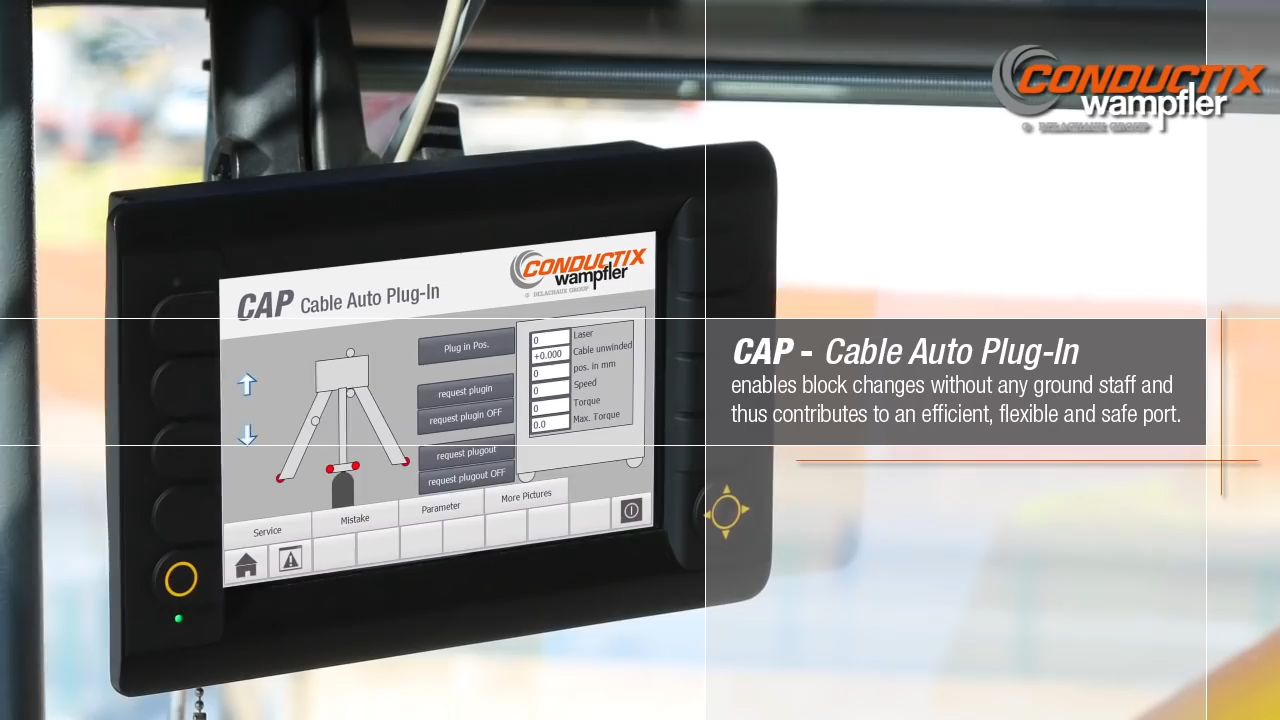 CONDUCTIX
wampfler
DELACHAUX GROUP
CAP Cable Auto Plug-In
CONDUCTIX
wampfler
DELACHAUX GROUP
Plug in Pos.
request plugin
request plugin OFF
request plugout
request plugout OFF
0 Laser
+0.000 Cable unwinded
0 pos. in mm
0 Speed
0 Torque
0.0 Max. Torque
Service Mistake Parameter More Pictures
CAP - Cable Auto Plug-In
enables block changes without any ground staff and
thus contributes to an efficient, flexible and safe port.